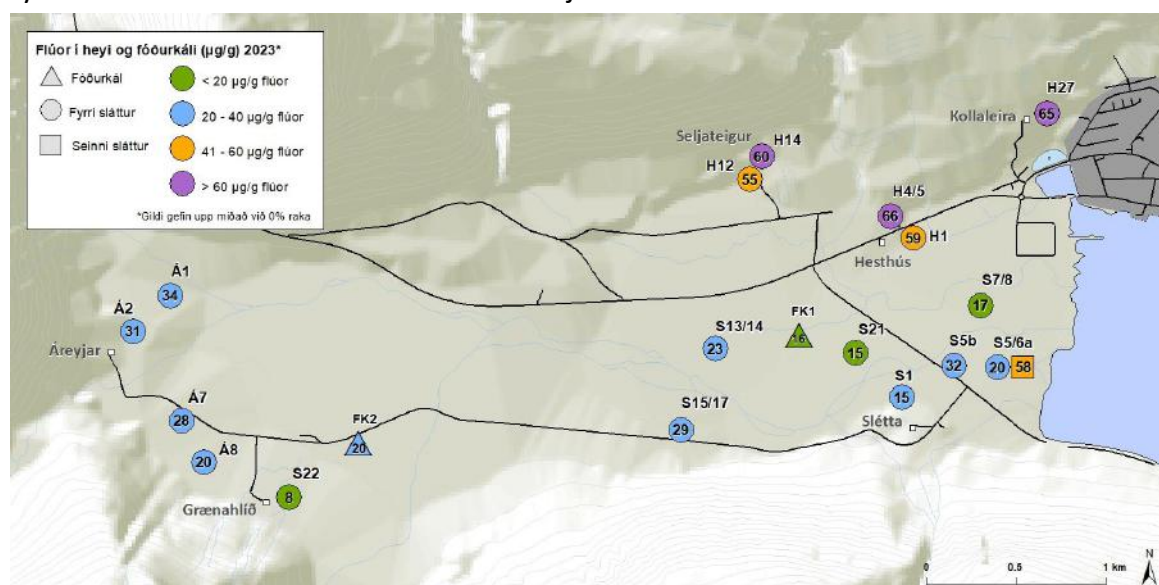 Flúor í heyi og fóðurkáli (µg/g) 2023*
Fóðurkál
< 20 µg/g flúor
Fyrri sláttur
20 - 40 µg/g flúor
Seinni sláttur
41 - 60 µg/g flúor
> 60 µg/g flúor
*Gildi gefin upp miðað við 0% raka
H27
65
Kollaleira
Seljateigur
H14
60
H12
55
H4/5
66
59 H1
Hesthús
Á1
34
Á2
31
Áreyjar
S7/8
17
FK1
16
S13/14
23
S21
15
S5b
32
S5/6a
20
58
S1
15
Slétta
Á7
28
FK2
20
S15/17
29
Á8
20
S22
8
Grænahlíð
N
0 0.5 1 km